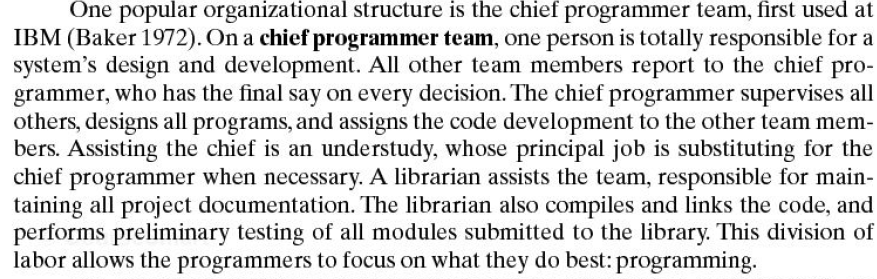 One popular organizational structure is the chief programmer team, first used at
IBM (Baker 1972). On a chief programmer team, one person is totally responsible for a
system's design and development. All other team members report to the chief pro-
grammer, who has the final say on every decision. The chief programmer supervises all
others, designs all programs, and assigns the code development to the other team mem-
bers. Assisting the chief is an understudy, whose principal job is substituting for the
chief programmer when necessary. A librarian assists the team, responsible for main-
taining all project documentation. The librarian also compiles and links the code, and
performs preliminary testing of all modules submitted to the library. This division of
labor allows the programmers to focus on what they do best: programming.